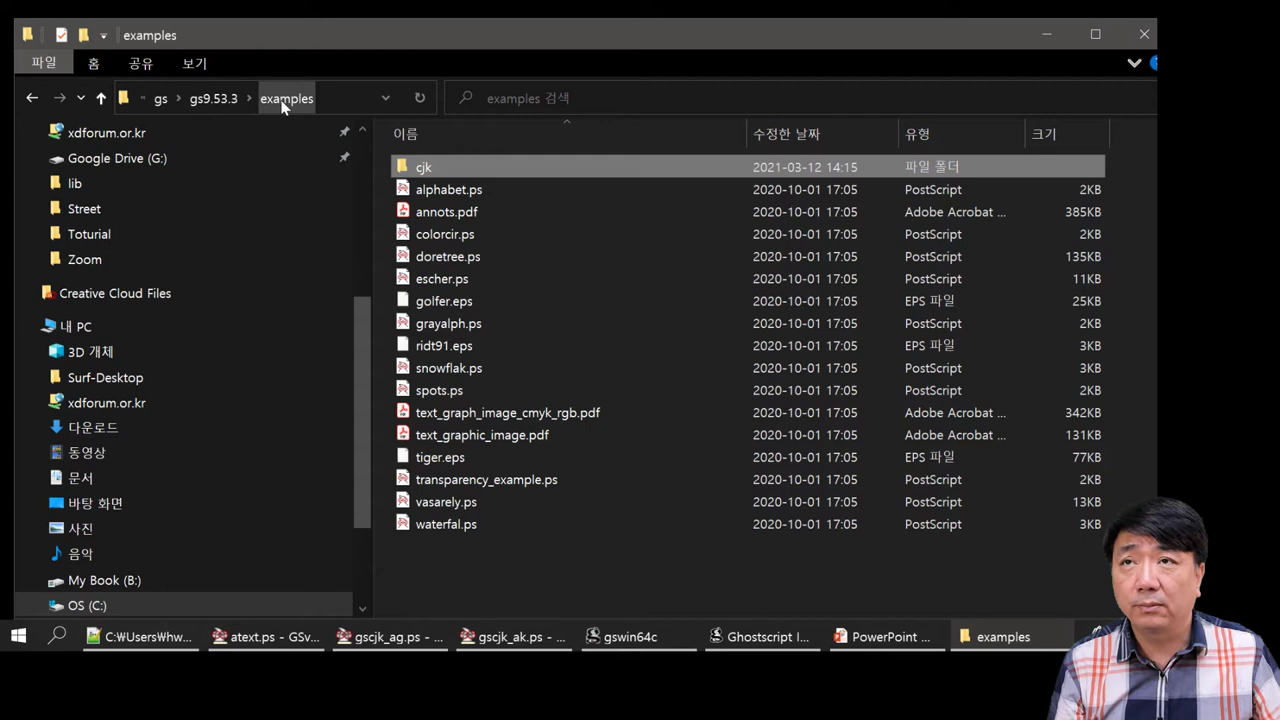 examples
파일 홈 공유 보기
gs > gs9.53.3 > examples
examples 검색
xdforum.or.kr
Google Drive (G:)
lib
Street
Toturial
Zoom
Creative Cloud Files
내 PC
3D 개체
Surf-Desktop
xdforum.or.kr
다운로드
동영상
문서
바탕 화면
사진
음악
My Book (B:)
OS (C:)
이름 수정한 날짜 유형 크기
cjk 2021-03-12 14:15 파일 폴더
alphabet.ps 2020-10-01 17:05 PostScript 2KB
annots.pdf 2020-10-01 17:05 Adobe Acrobat ... 385KB
colorcir.ps 2020-10-01 17:05 PostScript 2KB
doretree.ps 2020-10-01 17:05 PostScript 135KB
escher.ps 2020-10-01 17:05 PostScript 11KB
golfer.eps 2020-10-01 17:05 EPS 파일 25KB
grayalph.ps 2020-10-01 17:05 PostScript 2KB
ridt91.eps 2020-10-01 17:05 EPS 파일 3KB
snowflak.ps 2020-10-01 17:05 PostScript 3KB
spots.ps 2020-10-01 17:05 PostScript 2KB
text_graph_image_cmyk_rgb.pdf 2020-10-01 17:05 Adobe Acrobat ... 342KB
text_graphic_image.pdf 2020-10-01 17:05 Adobe Acrobat ... 131KB
tiger.eps 2020-10-01 17:05 EPS 파일 77KB
transparency_example.ps 2020-10-01 17:05 PostScript 2KB
vasarely.ps 2020-10-01 17:05 PostScript 13KB
waterfal.ps 2020-10-01 17:05 PostScript 3KB
C:₩Users₩hw... atext.ps - GSv... gscjk_ag.ps - ... gscjk_ak.ps - ... gswin64c Ghostscript I... PowerPoint ... examples